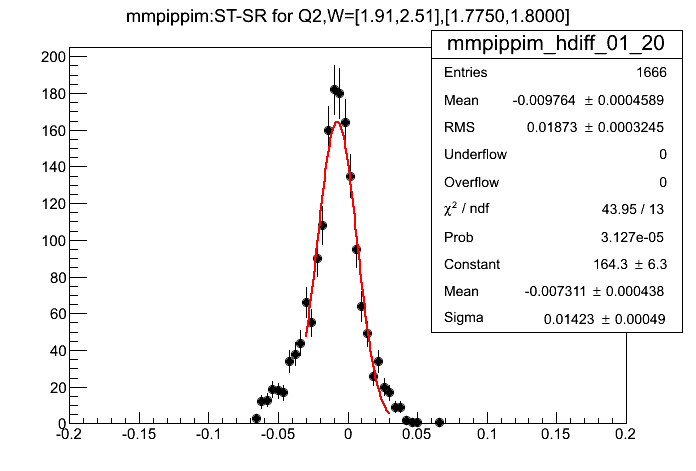 mmpippim:ST-SR for Q2,W=[1.91,2.51],[1.7750,1.8000]
mmpippim_hdiff_01_20
Entries 1666
Mean -0.009764 ± 0.0004589
RMS 0.01873 ± 0.0003245
Underflow 0
Overflow 0
χ² / ndf 43.95 / 13
Prob 3.127e-05
Constant 164.3 ± 6.3
Mean -0.007311 ± 0.000438
Sigma 0.01423 ± 0.00049
200
180
160
140
120
100
80
60
40
20
0
-0.2 -0.15 -0.1 -0.05 0 0.05 0.1 0.15 0.2